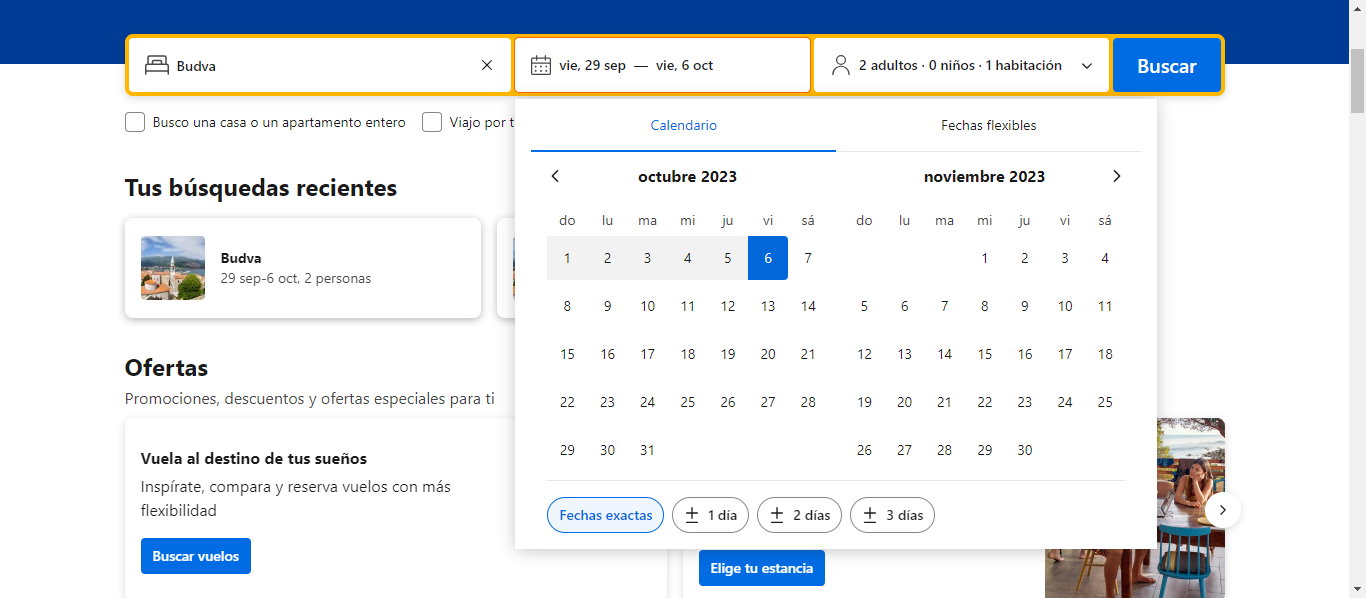 Budva
vie, 29 sep — vie, 6 oct
2 adultos · 0 niños · 1 habitación
Buscar
Busco una casa o un apartamento entero
Viajo por t
Calendario
Fechas flexibles
Tus búsquedas recientes
Budva
29 sep-6 oct, 2 personas
octubre 2023
do lu ma mi ju vi sá
1 2 3 4 5 6 7
8 9 10 11 12 13 14
15 16 17 18 19 20 21
22 23 24 25 26 27 28
29 30 31
noviembre 2023
do lu ma mi ju vi sá
1 2 3 4
5 6 7 8 9 10 11
12 13 14 15 16 17 18
19 20 21 22 23 24 25
26 27 28 29 30
Fechas exactas
± 1 día
± 2 días
± 3 días
Ofertas
Promociones, descuentos y ofertas especiales para ti
Vuela al destino de tus sueños
Inspírate, compara y reserva vuelos con más
flexibilidad
Buscar vuelos
Elige tu estancia